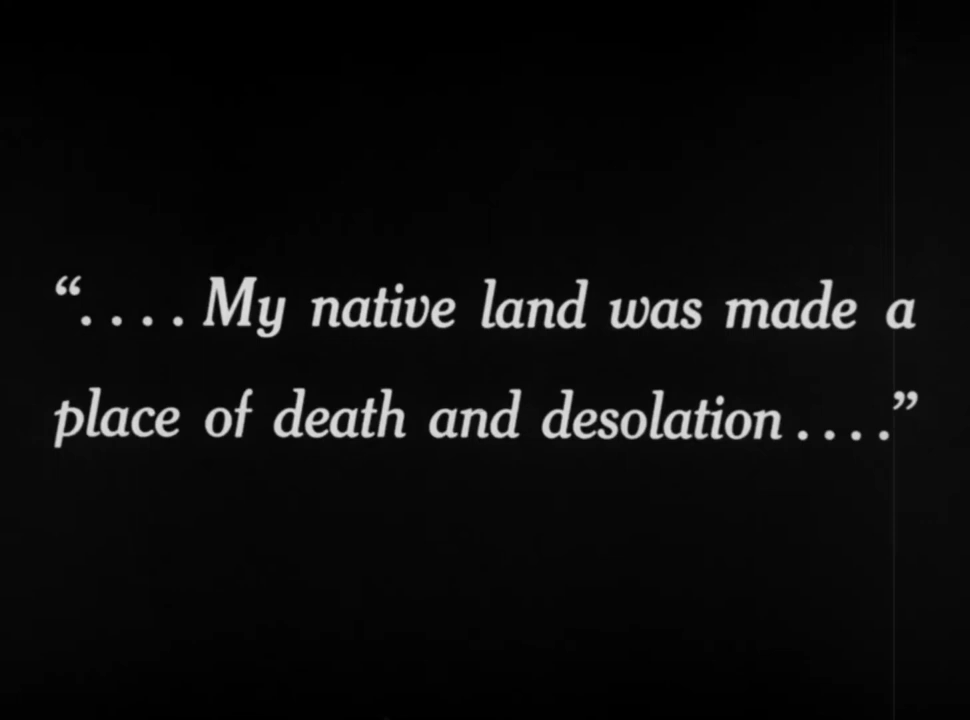 “. . . . My native land was made a
place of death and desolation . . . .”